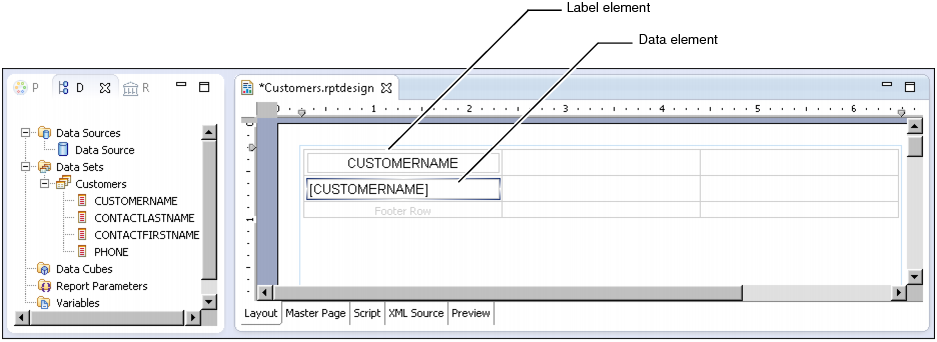 Label element
Data element
P D R
*Customers.rptdesign
1 2 3 4 5 6
Data Sources
Data Source
Data Sets
Customers
CUSTOMERNAME
CONTACTLASTNAME
CONTACTFIRSTNAME
PHONE
Data Cubes
Report Parameters
Variables
0
1
CUSTOMERNAME
[CUSTOMERNAME]
Footer Row
Layout Master Page Script XML Source Preview